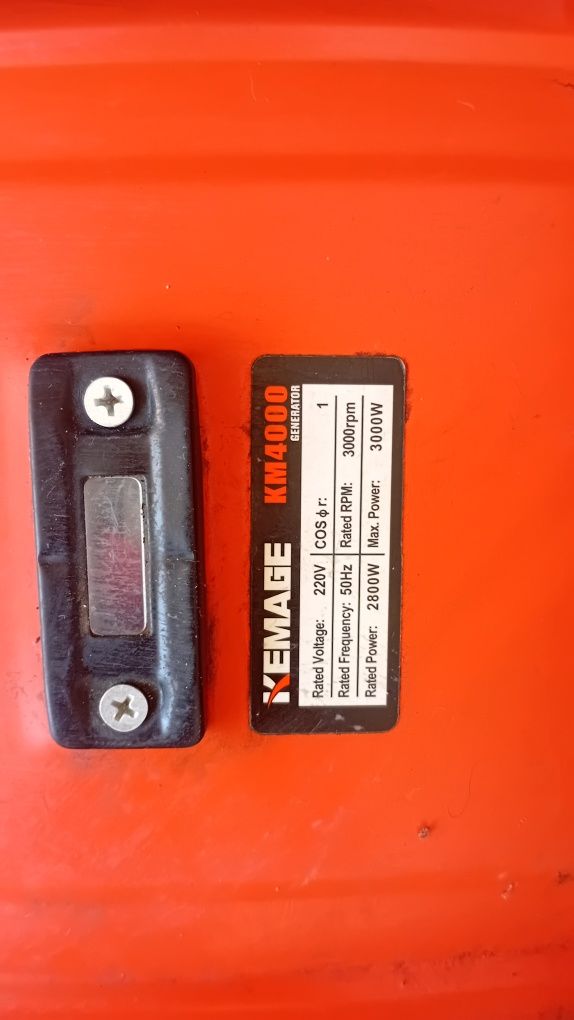 KEMAGE KM4000
GENERATOR
Rated Voltage: 220V COS ϕ r: 1
Rated Frequency: 50Hz Rated RPM: 3000rpm
Rated Power: 2800W Max. Power: 3000W